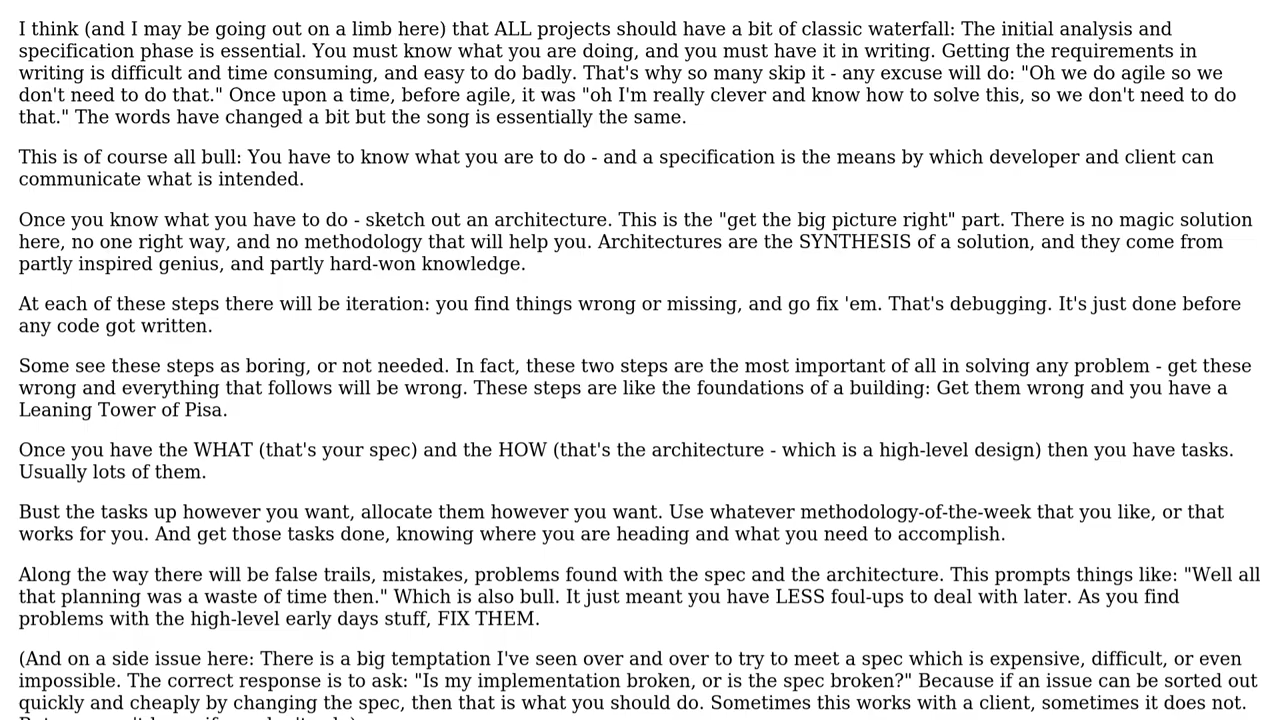 I think (and I may be going out on a limb here) that ALL projects should have a bit of classic waterfall: The initial analysis and
specification phase is essential. You must know what you are doing, and you must have it in writing. Getting the requirements in
writing is difficult and time consuming, and easy to do badly. That's why so many skip it - any excuse will do: "Oh we do agile so we
don't need to do that." Once upon a time, before agile, it was "oh I'm really clever and know how to solve this, so we don't need to do
that." The words have changed a bit but the song is essentially the same.
This is of course all bull: You have to know what you are to do - and a specification is the means by which developer and client can
communicate what is intended.
Once you know what you have to do - sketch out an architecture. This is the "get the big picture right" part. There is no magic solution
here, no one right way, and no methodology that will help you. Architectures are the SYNTHESIS of a solution, and they come from
partly inspired genius, and partly hard-won knowledge.
At each of these steps there will be iteration: you find things wrong or missing, and go fix 'em. That's debugging. It's just done before
any code got written.
Some see these steps as boring, or not needed. In fact, these two steps are the most important of all in solving any problem - get these
wrong and everything that follows will be wrong. These steps are like the foundations of a building: Get them wrong and you have a
Leaning Tower of Pisa.
Once you have the WHAT (that's your spec) and the HOW (that's the architecture - which is a high-level design) then you have tasks.
Usually lots of them.
Bust the tasks up however you want, allocate them however you want. Use whatever methodology-of-the-week that you like, or that
works for you. And get those tasks done, knowing where you are heading and what you need to accomplish.
Along the way there will be false trails, mistakes, problems found with the spec and the architecture. This prompts things like: "Well all
that planning was a waste of time then." Which is also bull. It just meant you have LESS foul-ups to deal with later. As you find
problems with the high-level early days stuff, FIX THEM.
(And on a side issue here: There is a big temptation I've seen over and over to try to meet a spec which is expensive, difficult, or even
impossible. The correct response is to ask: "Is my implementation broken, or is the spec broken?" Because if an issue can be sorted out
quickly and cheaply by changing the spec, then that is what you should do. Sometimes this works with a client, sometimes it does not.